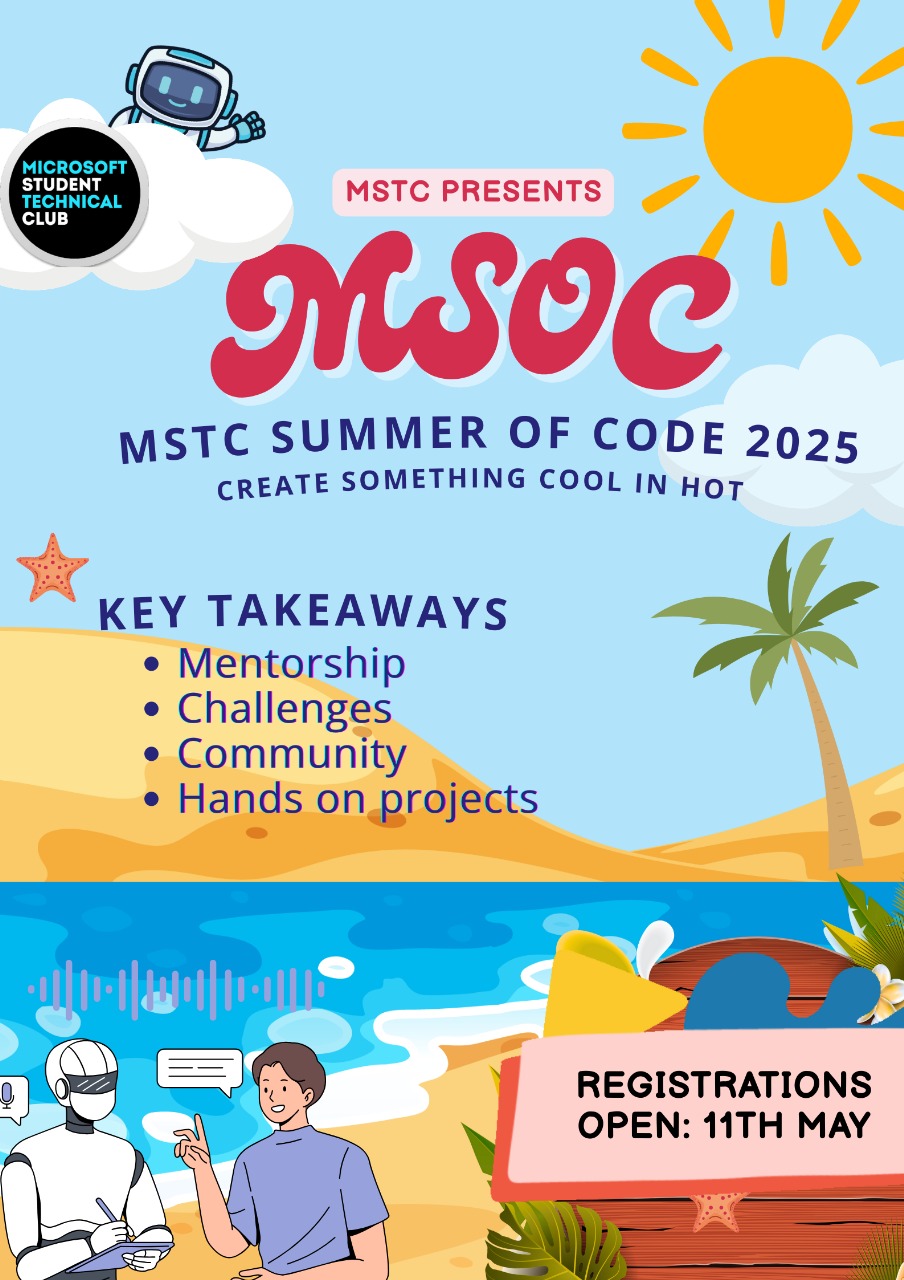 MICROSOFT
STUDENT
TECHNICAL
CLUB
MSTC PRESENTS
MSOC
MSTC SUMMER OF CODE 2025
CREATE SOMETHING COOL IN HOT
KEY TAKEAWAYS
• Mentorship
• Challenges
• Community
• Hands on projects
REGISTRATIONS
OPEN: 11TH MAY